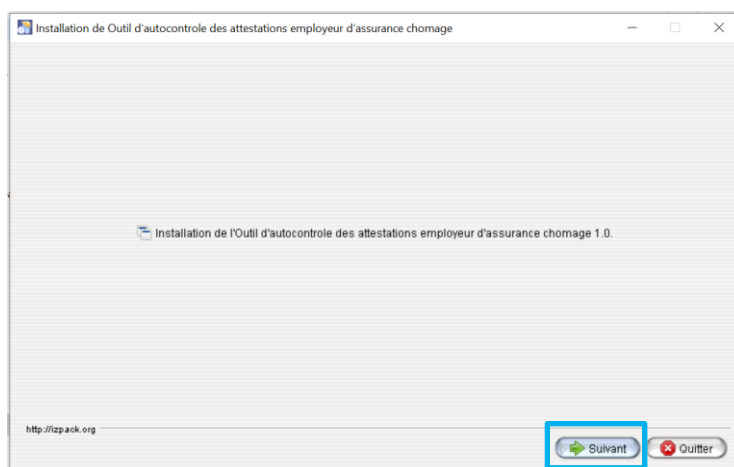 Installation de Outil d'autocontrole des attestations employeur d'assurance chomage
Installation de l'Outil d'autocontrole des attestations employeur d'assurance chomage 1.0.
http://izpack.org
Suivant
Quitter